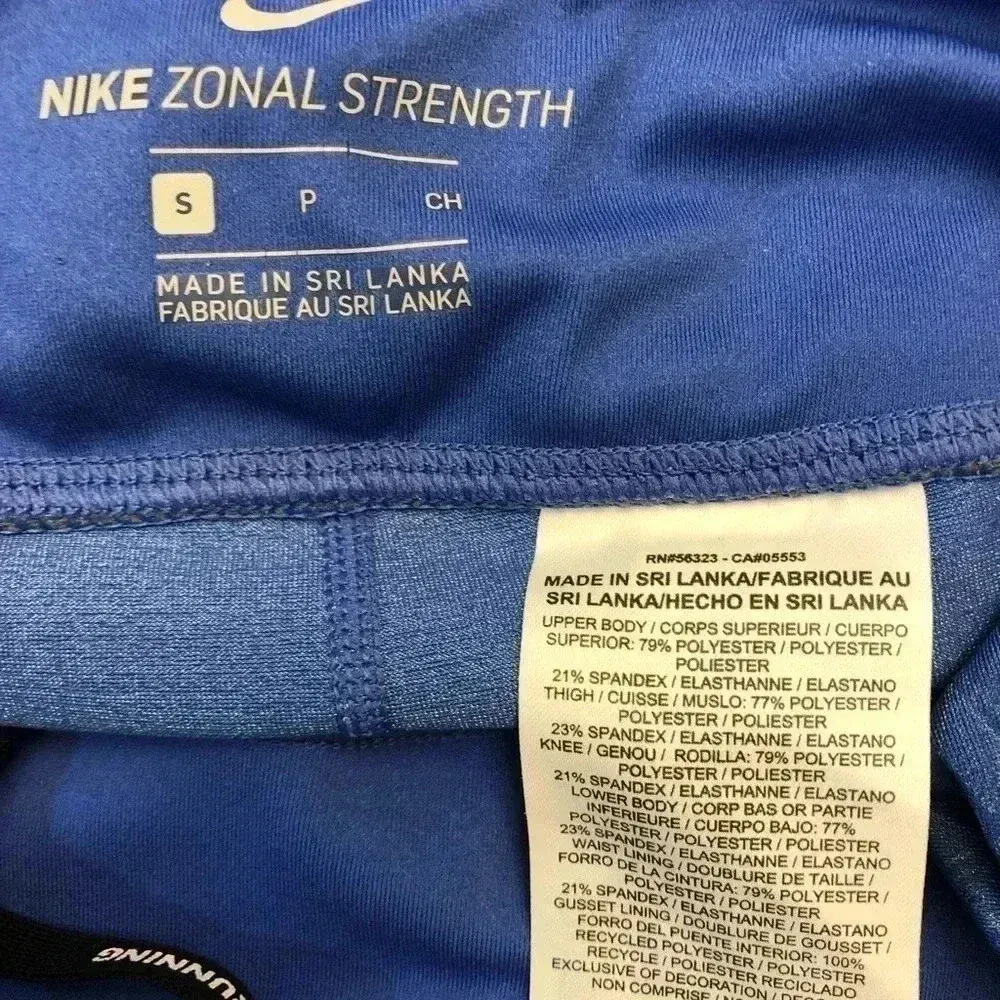 NIKE ZONAL STRENGTH
S P CH
MADE IN SRI LANKA
FABRIQUE AU SRI LANKA
RN#56323 - CA#05553
MADE IN SRI LANKA/FABRIQUE AU
SRI LANKA/HECHO EN SRI LANKA
UPPER BODY / CORPS SUPERIEUR / CUERPO
SUPERIOR: 79% POLYESTER / POLYESTER /
POLIESTER
21% SPANDEX / ELASTHANNE / ELASTANO
THIGH / CUISSE / MUSLO: 77% POLYESTER /
POLYESTER / POLIESTER
23% SPANDEX / ELASTHANNE / ELASTANO
KNEE / GENOU / RODILLA: 79% POLYESTER /
POLYESTER / POLIESTER
21% SPANDEX / ELASTHANNE / ELASTANO
LOWER BODY / CORP BAS OR PARTIE
INFERIEURE / CUERPO BAJO: 77%
POLYESTER / POLYESTER / POLIESTER
23% SPANDEX / ELASTHANNE / ELASTANO
WAIST LINING / DOUBLURE DE TAILLE /
FORRO DE LA CINTURA: 79% POLYESTER /
POLYESTER / POLIESTER
21% SPANDEX / ELASTHANNE / ELASTANO
GUSSET LINING / DOUBLURE DE GOUSSET /
FORRO DEL PUENTE INTERIOR: 100%
RECYCLED POLYESTER / POLYESTER
RECYCLE / POLIESTER RECICLADO
EXCLUSIVE OF DECORATION /
NON COMPRISE /
RUNNING